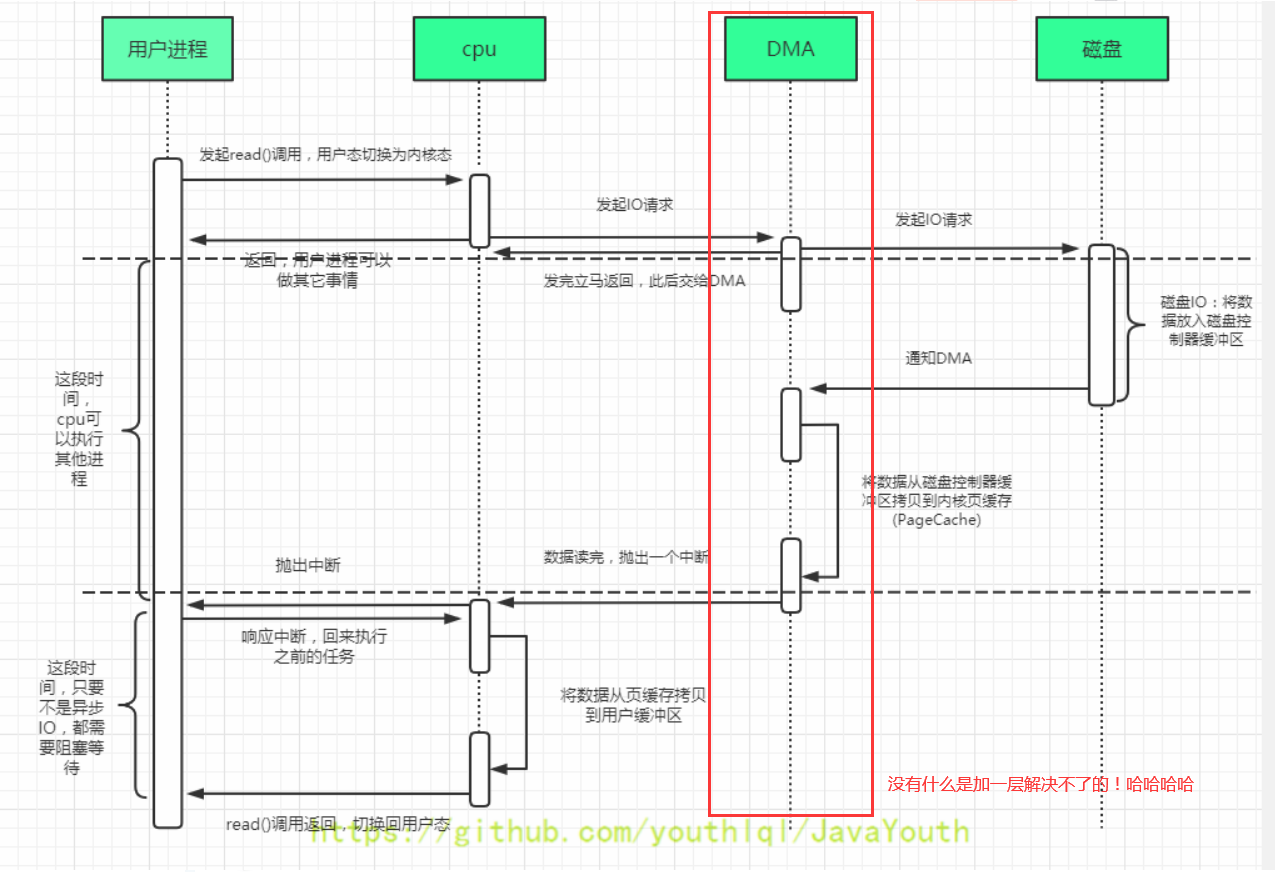 用户进程
cpu
DMA
磁盘
发起read()调用，用户态切换为内核态
发起IO请求
发起IO请求
返回，用户进程可以
做其它事情
发完立马返回，此后交给DMA
磁盘IO：将数
据放入磁盘控
制器缓冲区
通知DMA
这段时
间，
cpu可
以执行
其他进
程
将数据从磁盘控制器缓
冲区拷贝到内核页缓存
(PageCache)
数据读完，抛出一个中断
抛出中断
响应中断，回来执行
之前的任务
这段时
间，只要
不是异步
IO，都需
要阻塞等
待
将数据从页缓存拷贝
到用户缓冲区
没有什么是加一层解决不了的！哈哈哈哈
read()调用返回，切换回用户态
https://github.com/youthlql/JavaYouth